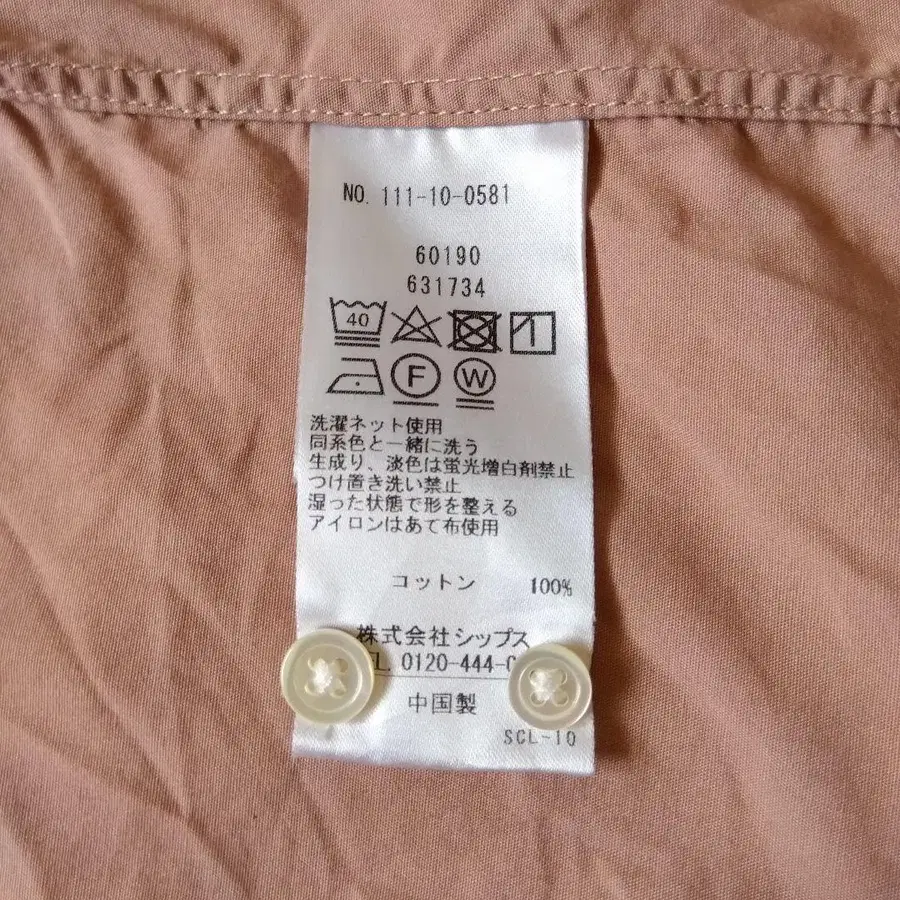 NO. 111-10-0581
60190
631734
40
F W
洗濯ネット使用
同系色と一緒に洗う
生成り、淡色は蛍光増白剤禁止
つけ置き洗い禁止
湿った状態で形を整える
アイロンはあて布使用
コットン 100%
株式会社シップス
0120-444-
中国製
SCL-10